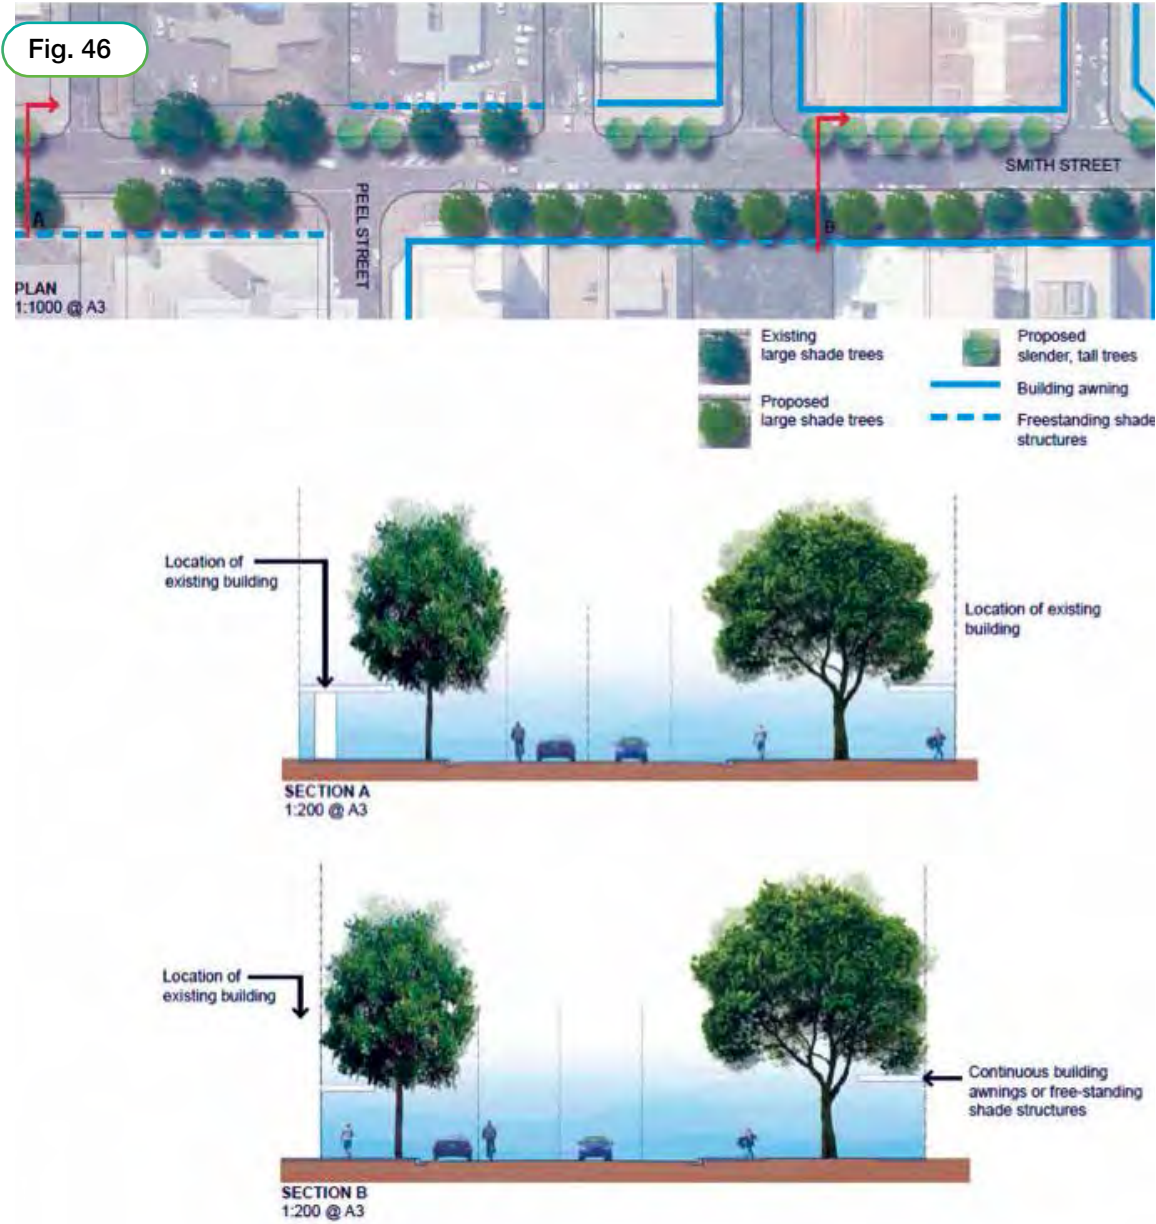 Fig. 46
SMITH STREET
PEEL STREET
A
B
PLAN
1:1000 @ A3
Existing
large shade trees
Proposed
large shade trees
Proposed
slender, tall trees
Building awning
Freestanding shade
structures
Location of
existing building
Location of existing
building
SECTION A
1:200 @ A3
Location of
existing building
Continuous building
awnings or free-standing
shade structures
SECTION B
1:200 @ A3